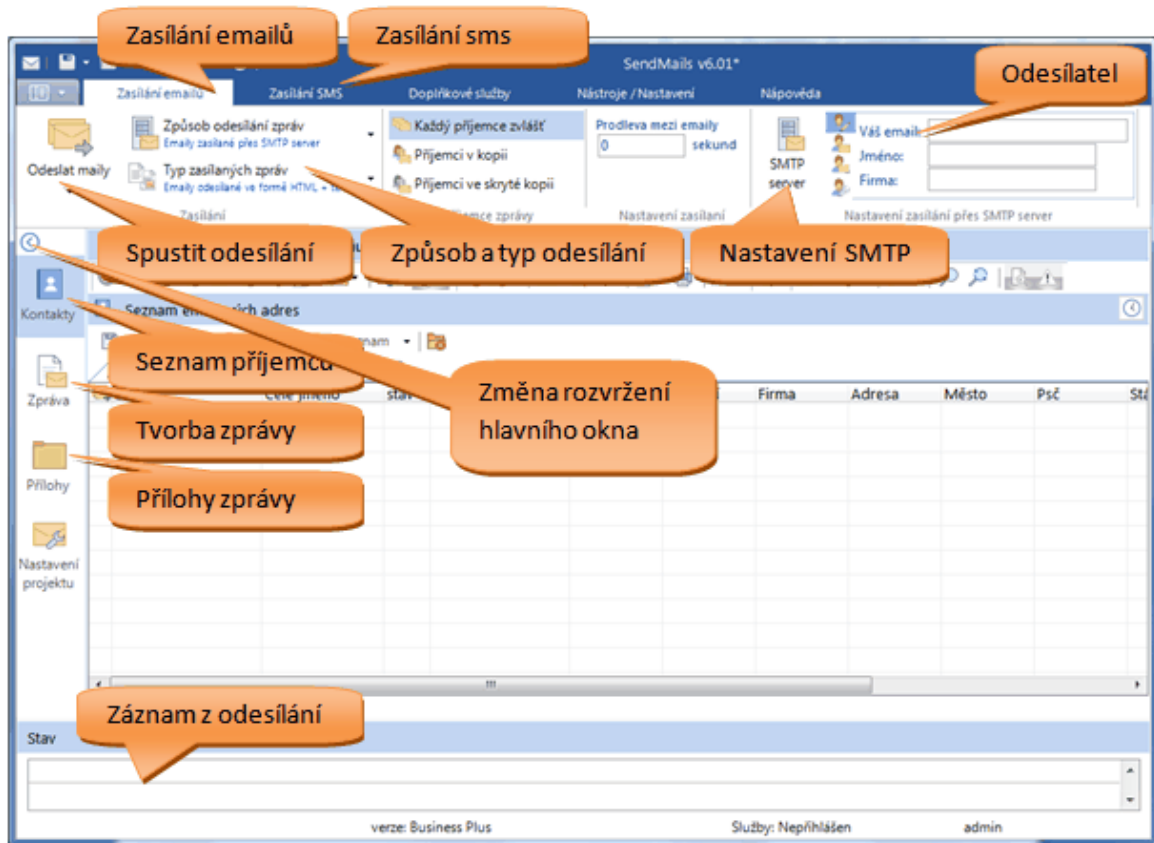 Zasílání emailů
Zasílání sms
SendMails v6.01*
Odesílatel
Zasílání emailů
Zasílání SMS
Doplňkové služby
Nástroje / Nastavení
Nápověda
Odeslat maily
Způsob odesílání zpráv
Emaily zasílané přes SMTP server
Typ zasílaných zpráv
Emaily odesílané ve formě HTML +
Zasílání
Každý příjemce zvlášť
Příjemci v kopii
Příjemci ve skryté kopii
zprávy
Prodleva mezi emaily
0 sekund
Nastavení zasílaní
SMTP
server
Váš email:
Jméno:
Firma:
Nastavení zasílání přes SMTP server
Spustit odesílání
Způsob a typ odesílání
Nastavení SMTP
Kontakty
Seznam
adres
Seznam příjemců
Změna rozvržení
hlavního okna
Zpráva
Celé jméno
Firma
Adresa
Město
Psč
Tvorba zprávy
Přílohy
Přílohy zprávy
Nastavení
projektu
Záznam z odesílání
Stav
verze: Business Plus
Služby: Nepřihlášen
admin